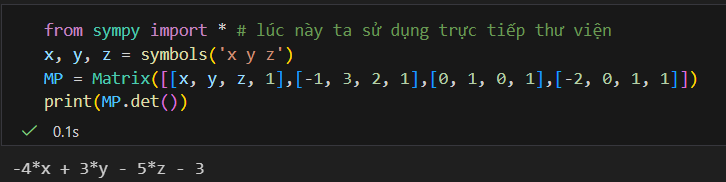 from sympy import * # lúc này ta sử dụng trực tiếp thư viện
x, y, z = symbols('x y z')
MP = Matrix([[x, y, z, 1],[-1, 3, 2, 1],[0, 1, 0, 1],[-2, 0, 1, 1]])
print(MP.det())
0.1s
-4*x + 3*y - 5*z - 3